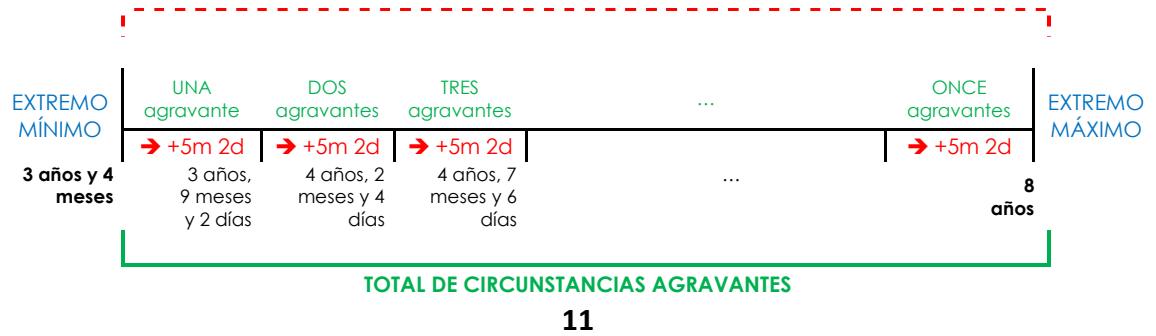 UNA
agravante
DOS
agravantes
TRES
agravantes
...
ONCE
agravantes
EXTREMO
MÍNIMO
EXTREMO
MÁXIMO
➔ +5m 2d
➔ +5m 2d
➔ +5m 2d
➔ +5m 2d
3 años y 4
meses
3 años,
9 meses
y 2 días
4 años, 2
meses y 4
días
4 años, 7
meses y 6
días
...
8
años
TOTAL DE CIRCUNSTANCIAS AGRAVANTES
11